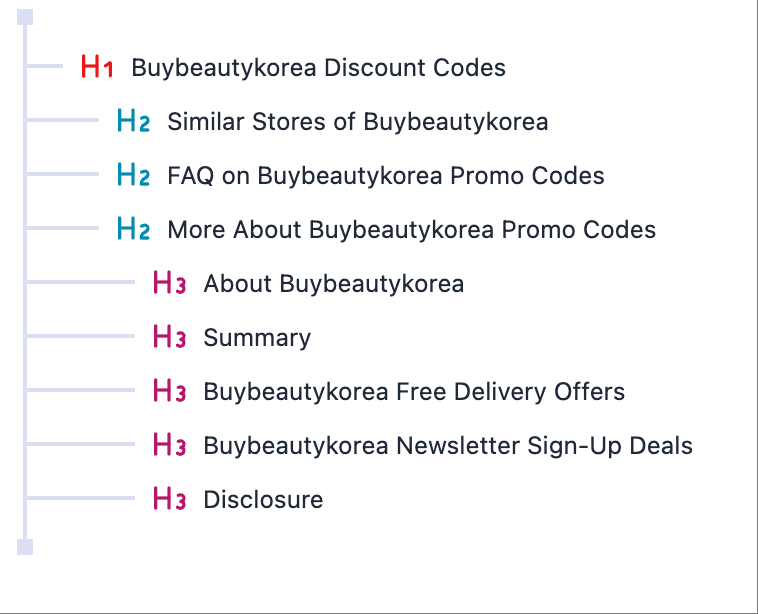 H1 Buybeautykorea Discount Codes
H2 Similar Stores of Buybeautykorea
H2 FAQ on Buybeautykorea Promo Codes
H2 More About Buybeautykorea Promo Codes
H3 About Buybeautykorea
H3 Summary
H3 Buybeautykorea Free Delivery Offers
H3 Buybeautykorea Newsletter Sign-Up Deals
H3 Disclosure